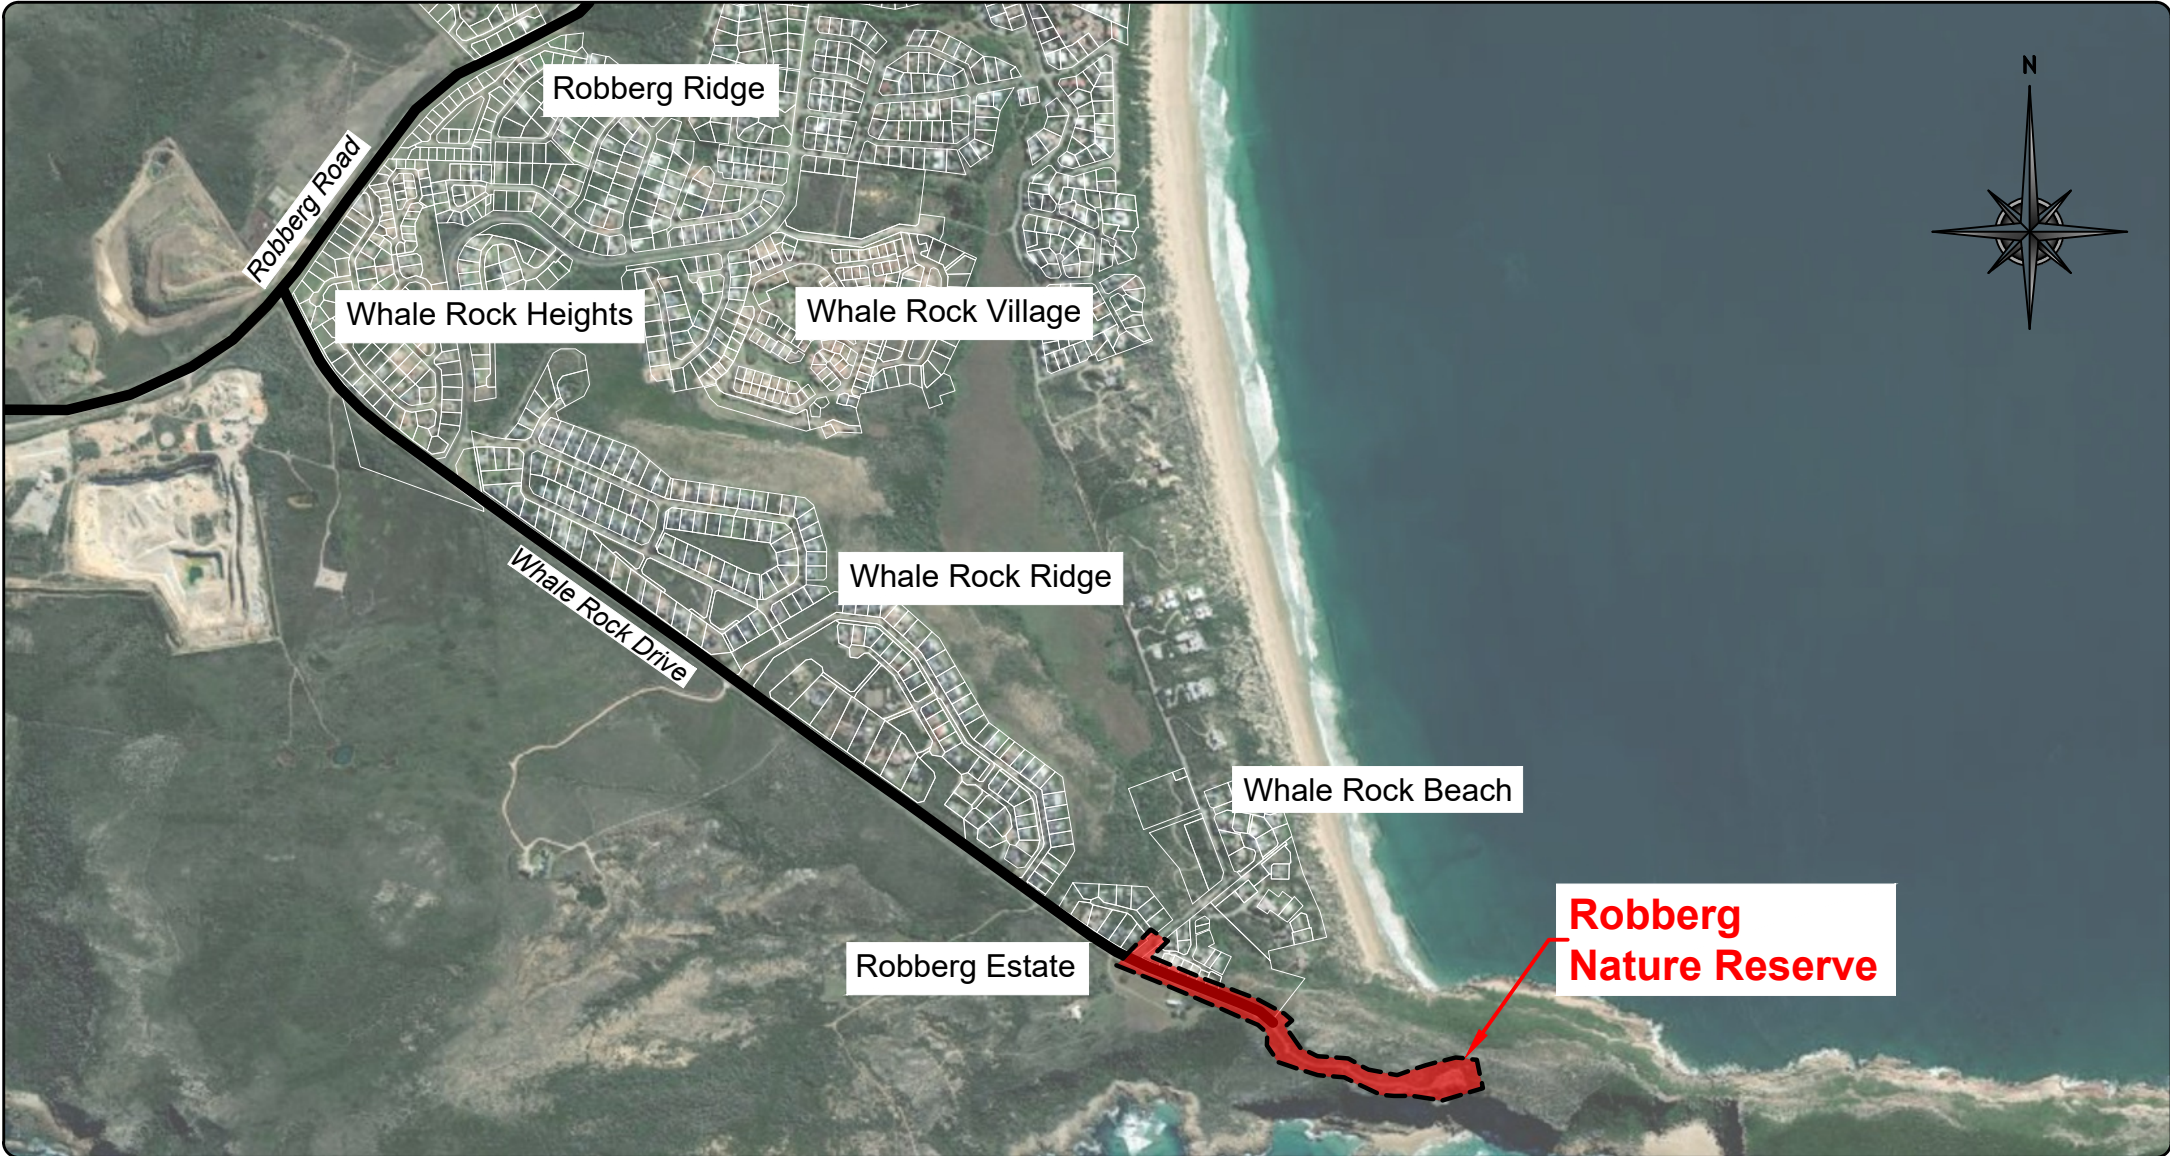 N
Robberg Ridge
Robberg Road
Whale Rock Heights
Whale Rock Village
Whale Rock Ridge
Whale Rock Drive
Whale Rock Beach
Robberg
Nature Reserve
Robberg Estate